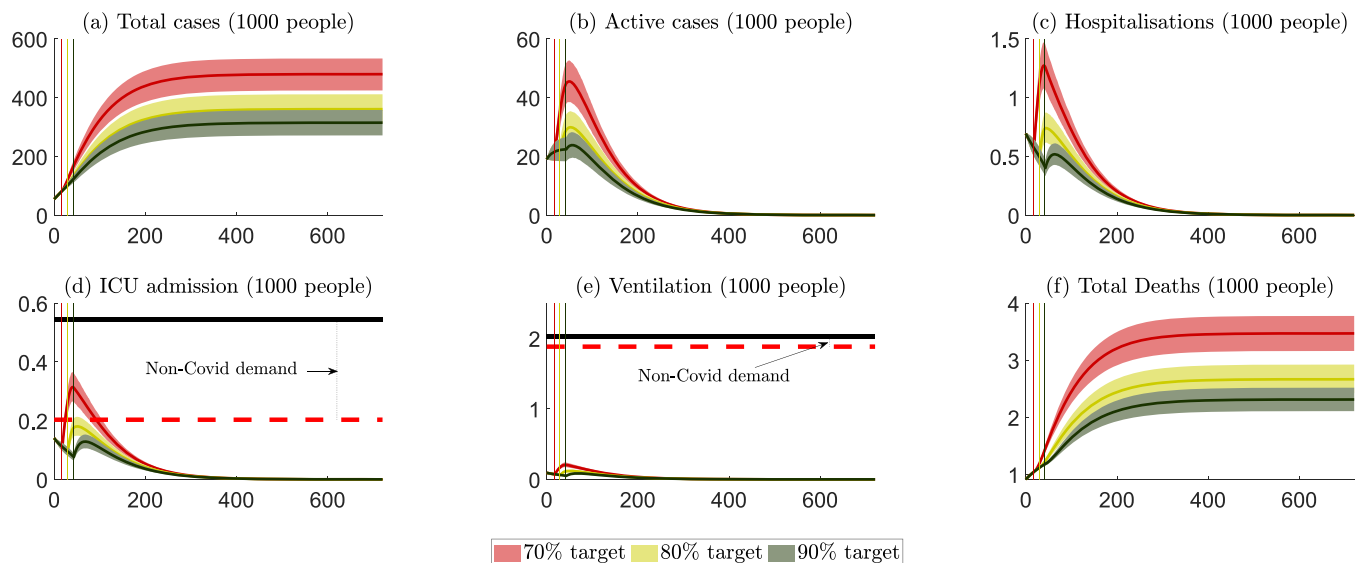 (a) Total cases (1000 people)
600
400
200
0
0 200 400 600
(b) Active cases (1000 people)
60
40
20
0
0 200 400 600
(c) Hospitalisations (1000 people)
1.5
1
0.5
0
0 200 400 600
(d) ICU admission (1000 people)
0.6
0.4
0.2
0
Non-Covid demand
0 200 400 600
(e) Ventilation (1000 people)
2
1
0
Non-Covid demand
0 200 400 600
(f) Total Deaths (1000 people)
4
3
2
1
0 200 400 600
70% target 80% target 90% target